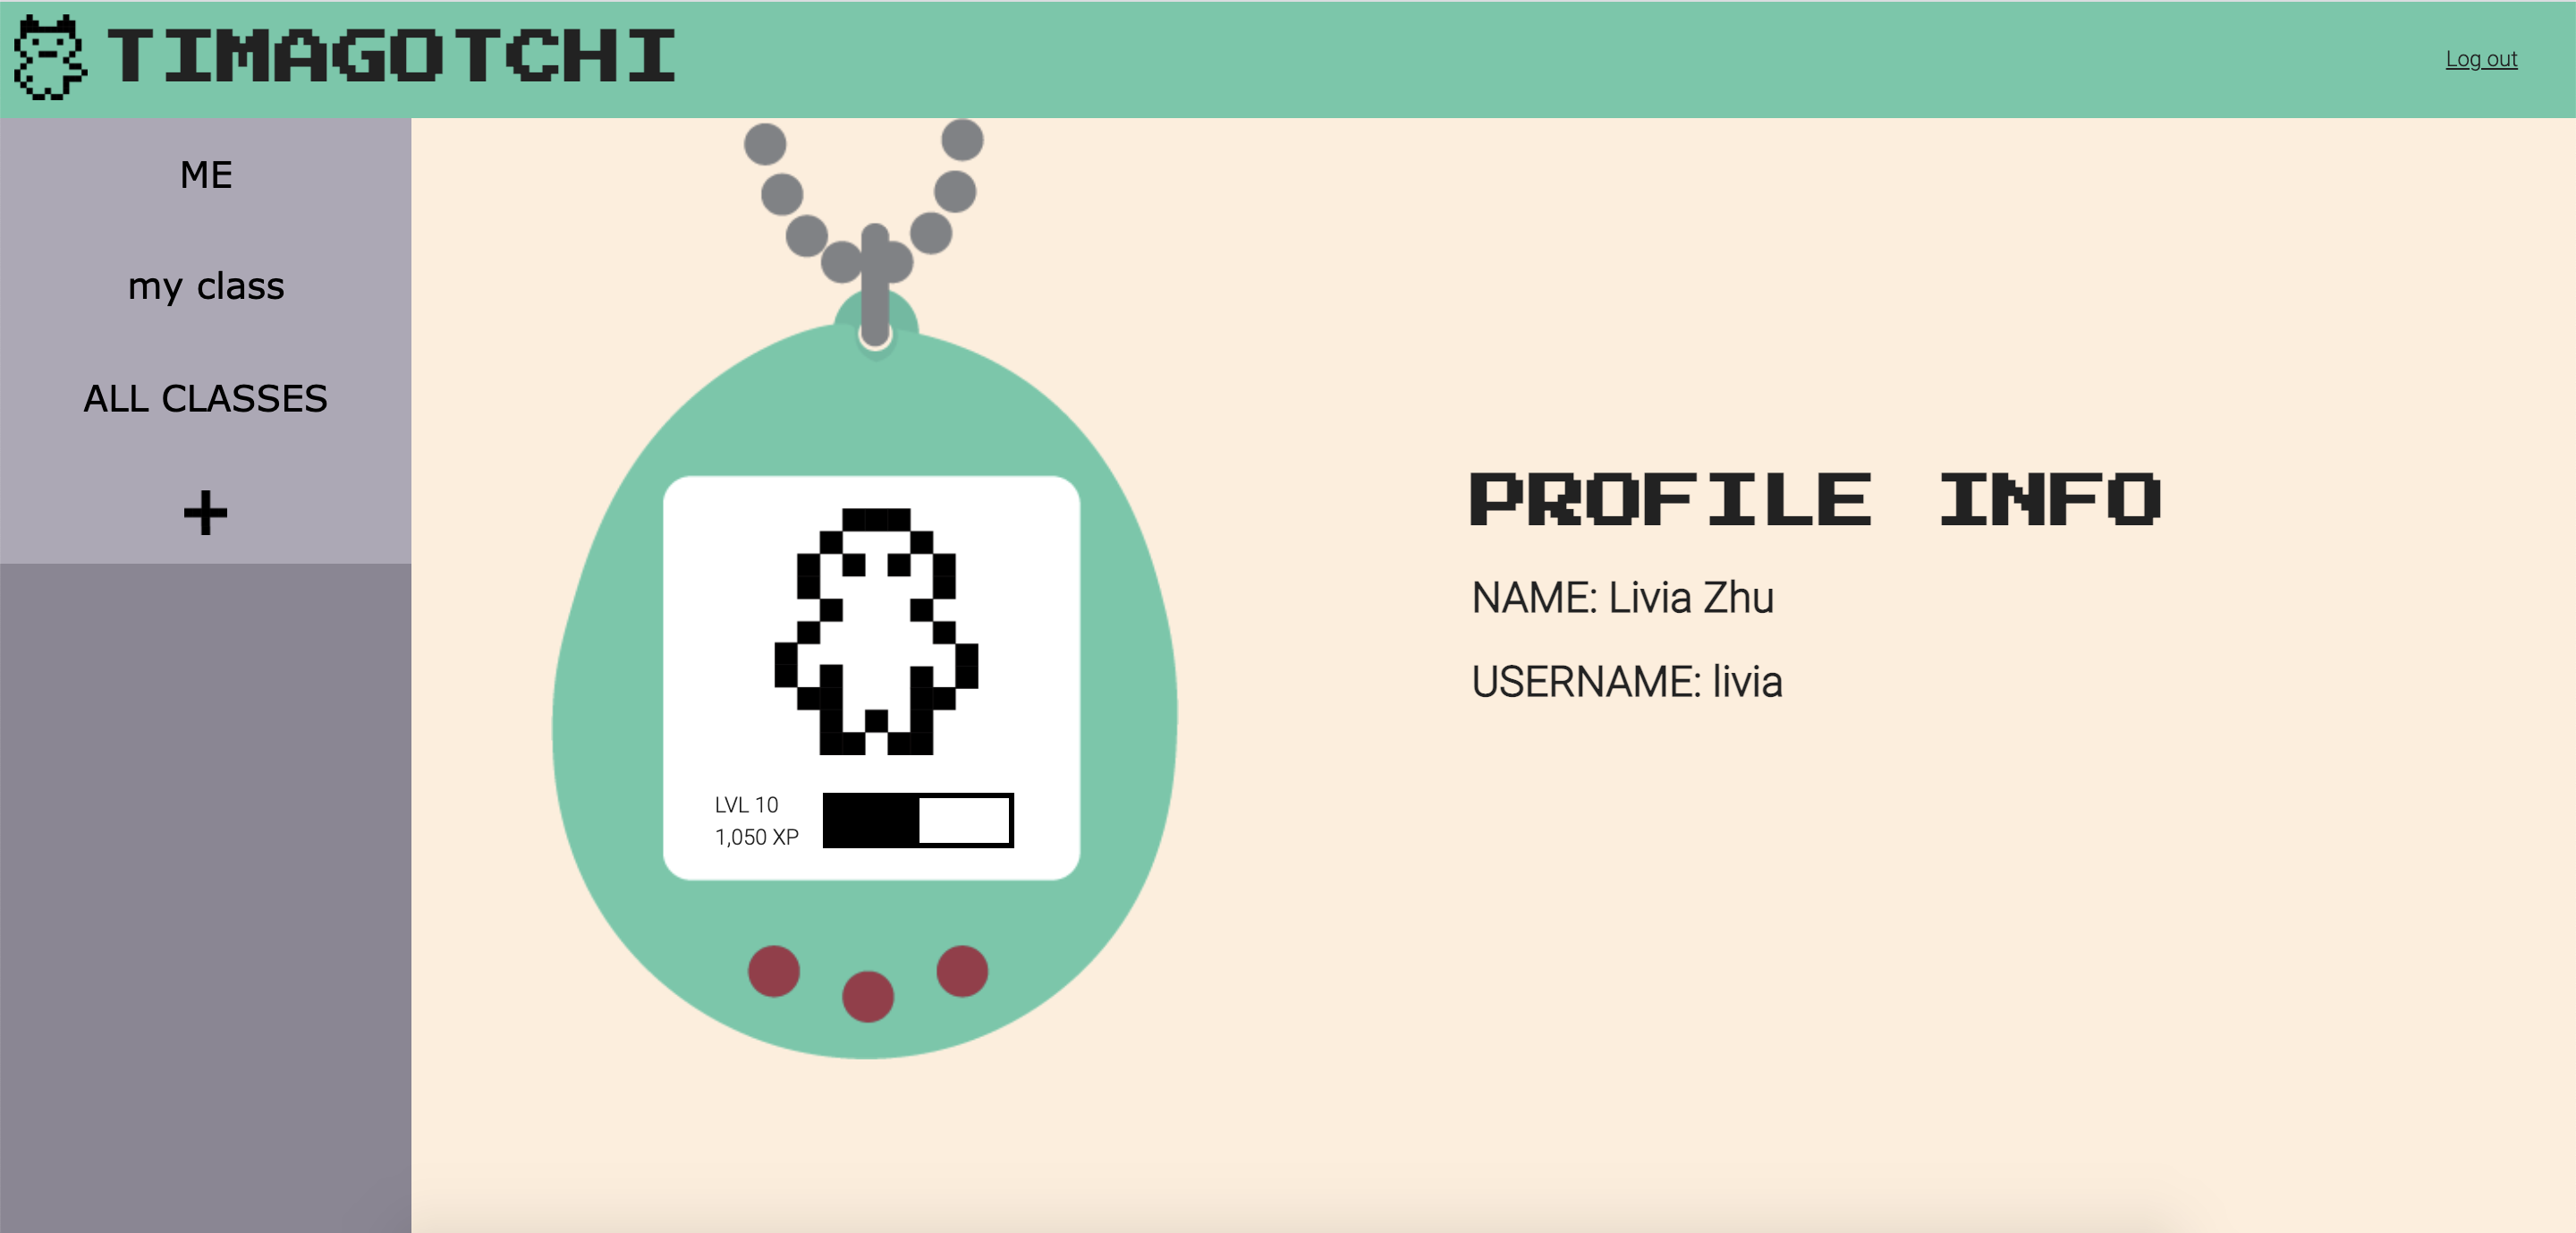 TIMAGOTCHI
Log out
ME
my class
ALL CLASSES
+
LVL 10
1,050 XP
PROFILE INFO
NAME: Livia Zhu
USERNAME: livia